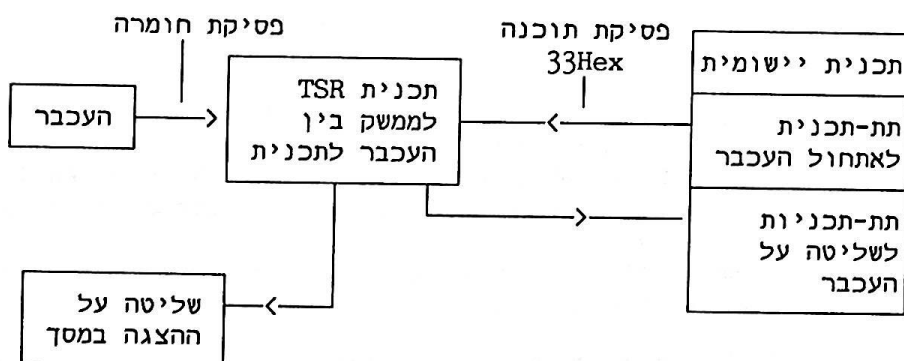 פסיקת חומרה
פסיקת תוכנה
33Hex
תכנית יישומית
תת-תכנית
לאתחול העכבר
תת-תכניות
לשליטה על
העכבר
תכנית TSR
לממשק בין
העכבר לתכנית
העכבר
שליטה על
ההצגה במסך